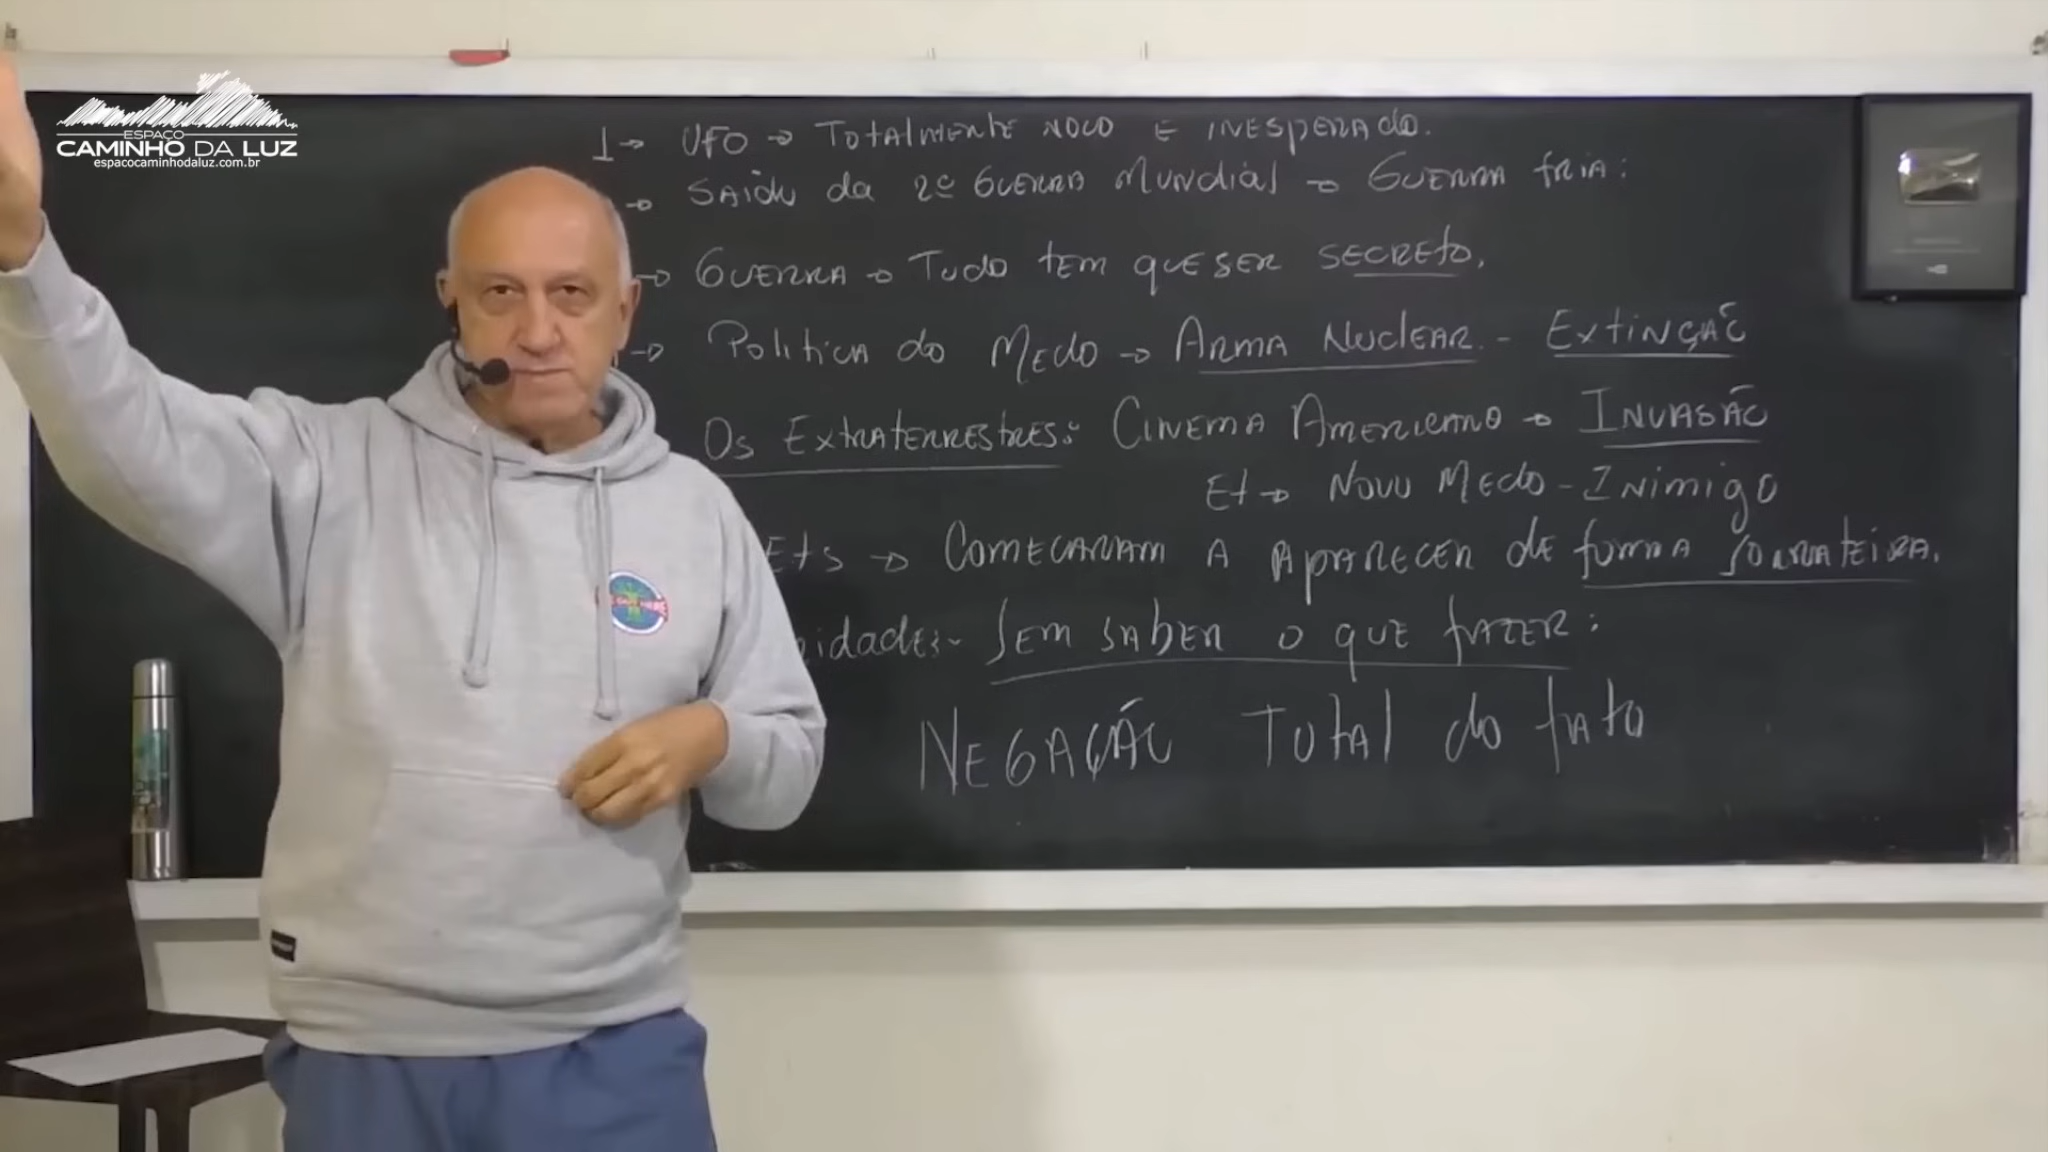 ESPAÇO
CAMINHO DA LUZ
espacocaminhodaluz.com.br
1→ UFO → Totalmente novo e inesperado.
→ Saída da 2ª Guerra Mundial → Guerra fria:
→ Guerra → Tudo tem que ser secreto.
→ Política do Medo → Arma Nuclear. - Extinção
Os Extraterrestres: Cinema Americano → Invasão
Et → Novo Medo - Inimigo
Ets → Começaram a aparecer de forma sorrateira.
idades:- Sem saber o que fazer:
Negação Total do fato